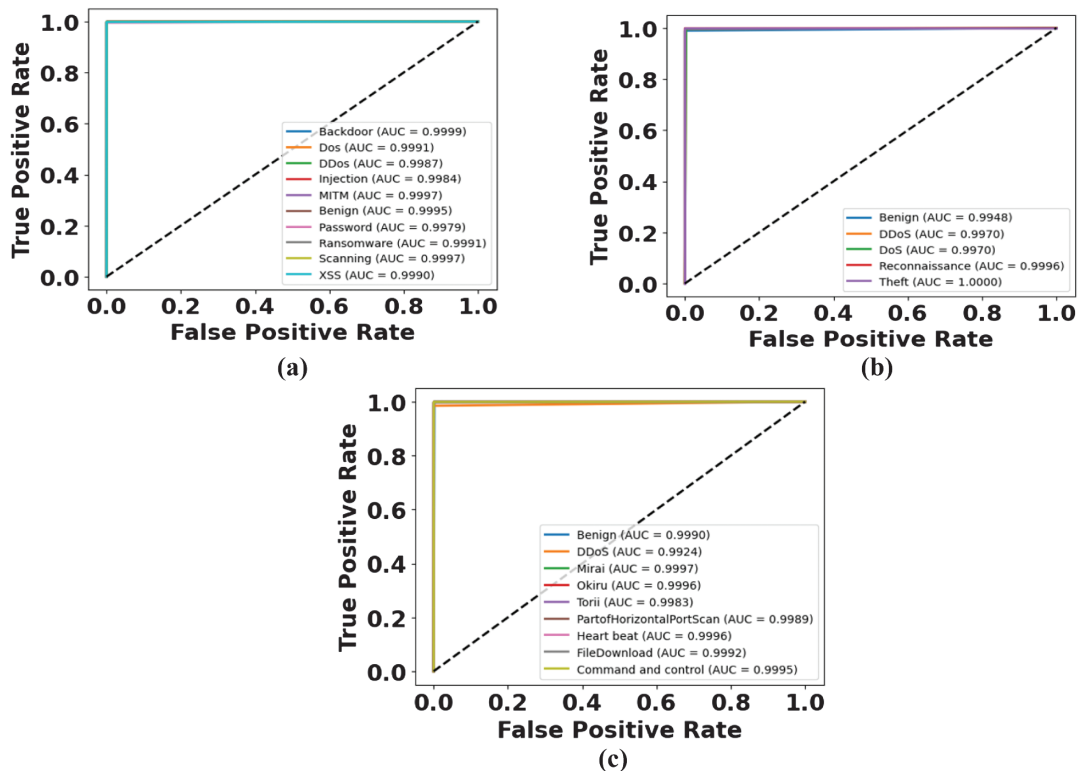 True Positive Rate
1.0
0.8
0.6
0.4
0.2
0.0
Backdoor (AUC = 0.9999)
Dos (AUC = 0.9991)
DDos (AUC = 0.9987)
Injection (AUC = 0.9984)
MITM (AUC = 0.9997)
Benign (AUC = 0.9995)
Password (AUC = 0.9979)
Ransomware (AUC = 0.9991)
Scanning (AUC = 0.9997)
XSS (AUC = 0.9990)
0.0 0.2 0.4 0.6 0.8 1.0
False Positive Rate
(a)
True Positive Rate
1.0
0.8
0.6
0.4
0.2
0.0
Benign (AUC = 0.9948)
DDoS (AUC = 0.9970)
DoS (AUC = 0.9970)
Reconnaissance (AUC = 0.9996)
Theft (AUC = 1.0000)
0.0 0.2 0.4 0.6 0.8 1.0
False Positive Rate
(b)
True Positive Rate
1.0
0.8
0.6
0.4
0.2
0.0
Benign (AUC = 0.9990)
DDoS (AUC = 0.9924)
Mirai (AUC = 0.9997)
Okiru (AUC = 0.9996)
Torii (AUC = 0.9983)
PartofHorizontalPortScan (AUC = 0.9989)
Heart beat (AUC = 0.9996)
FileDownload (AUC = 0.9992)
Command and control (AUC = 0.9995)
0.0 0.2 0.4 0.6 0.8 1.0
False Positive Rate
(c)